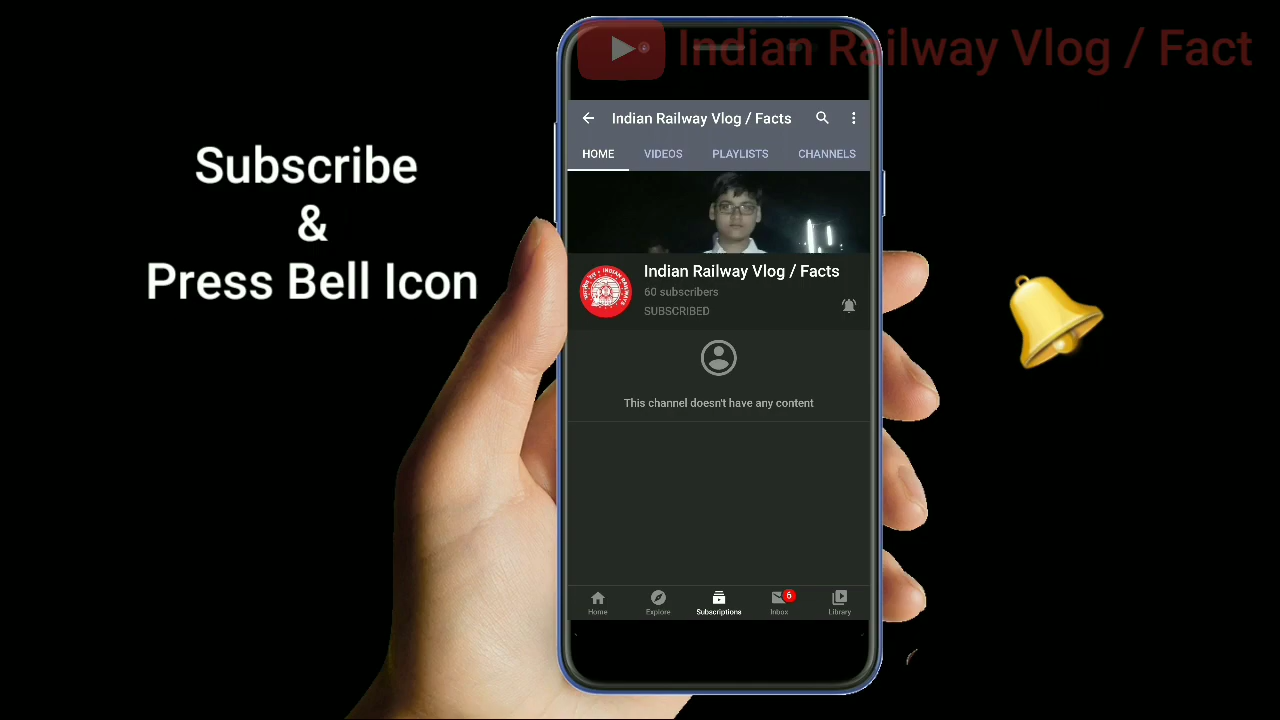 Indian Railway Vlog / Fact
Subscribe
&
Press Bell Icon
Indian Railway Vlog / Facts
HOME VIDEOS PLAYLISTS CHANNELS
Indian Railway Vlog / Facts
60 subscribers
SUBSCRIBED
This channel doesn't have any content
6
Home Explore Subscriptions Inbox Library